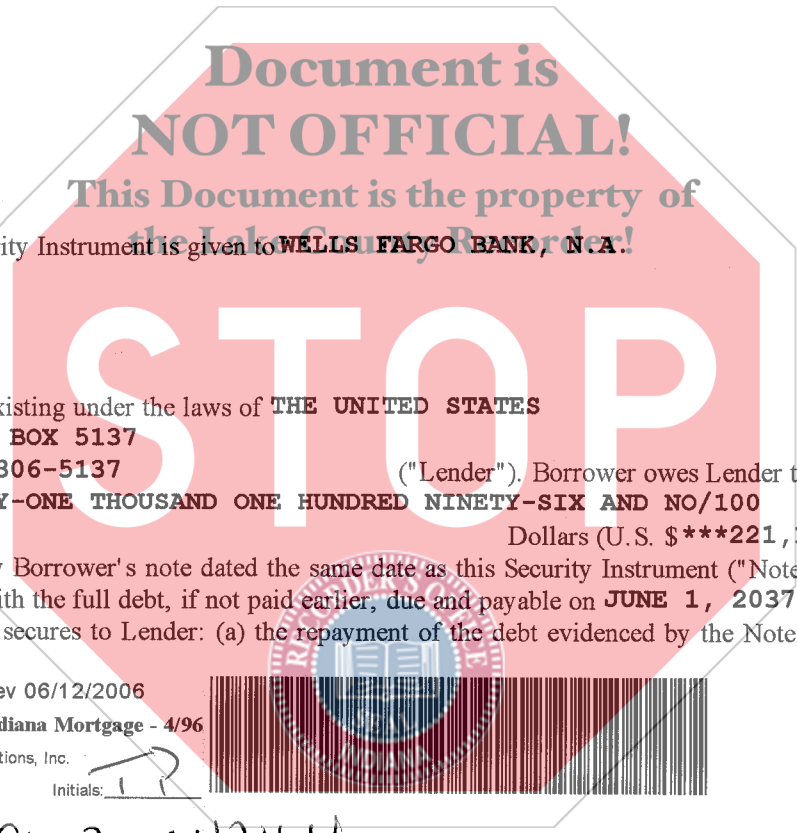 Document is
NOT OFFICIAL!
This Document is the property of
the Lake County Recorder!
ity Instrument is given to WELLS FARGO BANK, N.A.
STOP
xisting under the laws of THE UNITED STATES
BOX 5137
306-5137 ("Lender"). Borrower owes Lender t
Y-ONE THOUSAND ONE HUNDRED NINETY-SIX AND NO/100
Dollars (U.S. $***221,
y Borrower's note dated the same date as this Security Instrument ("Note
ith the full debt, if not paid earlier, due and payable on JUNE 1, 2037
secures to Lender: (a) the repayment of the debt evidenced by the Note
RECORDER'S OFFICE
SEAL
INDIANA
ev 06/12/2006
diana Mortgage - 4/96
tions, Inc.
Initials: